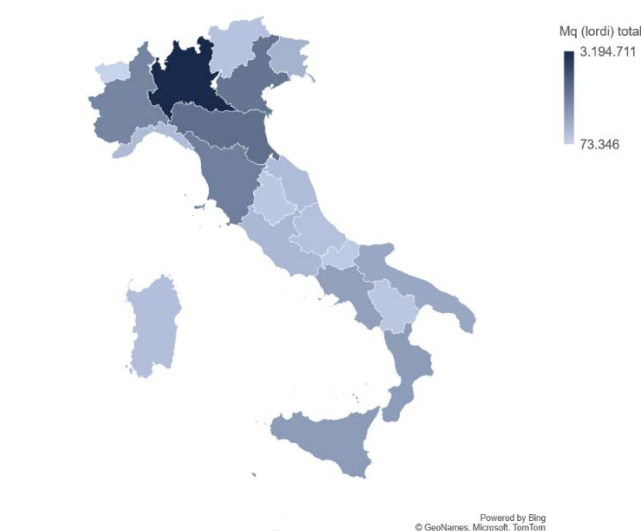 Mq (lordi) total
3.194.711
73.346
Powered by Bing
© GeoNames, Microsoft, TomTom